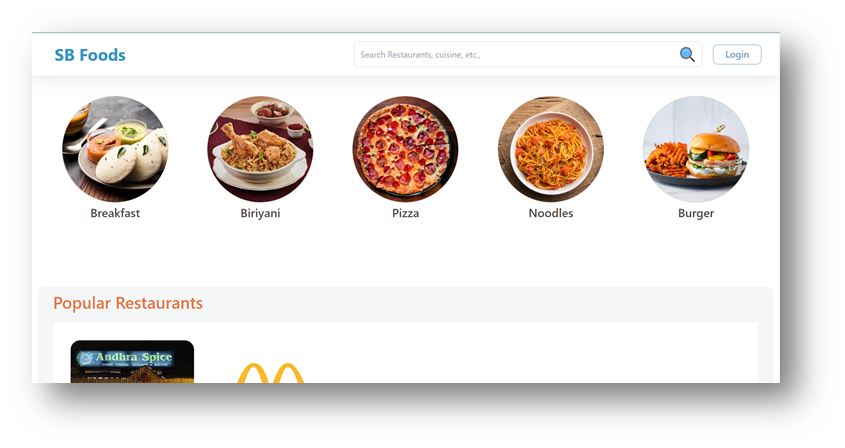 SB Foods
Search Restaurants, cuisine, etc.,
Login
Breakfast
Biriyani
Pizza
Noodles
Burger
Popular Restaurants
Andhra Spice